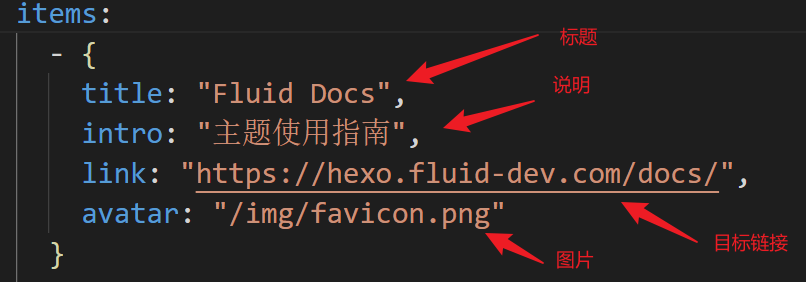 items:
- {
标题
title: "Fluid Docs",
说明
intro: "主题使用指南",
link: "https://hexo.fluid-dev.com/docs/",
avatar: "/img/favicon.png"
目标链接
图片
}